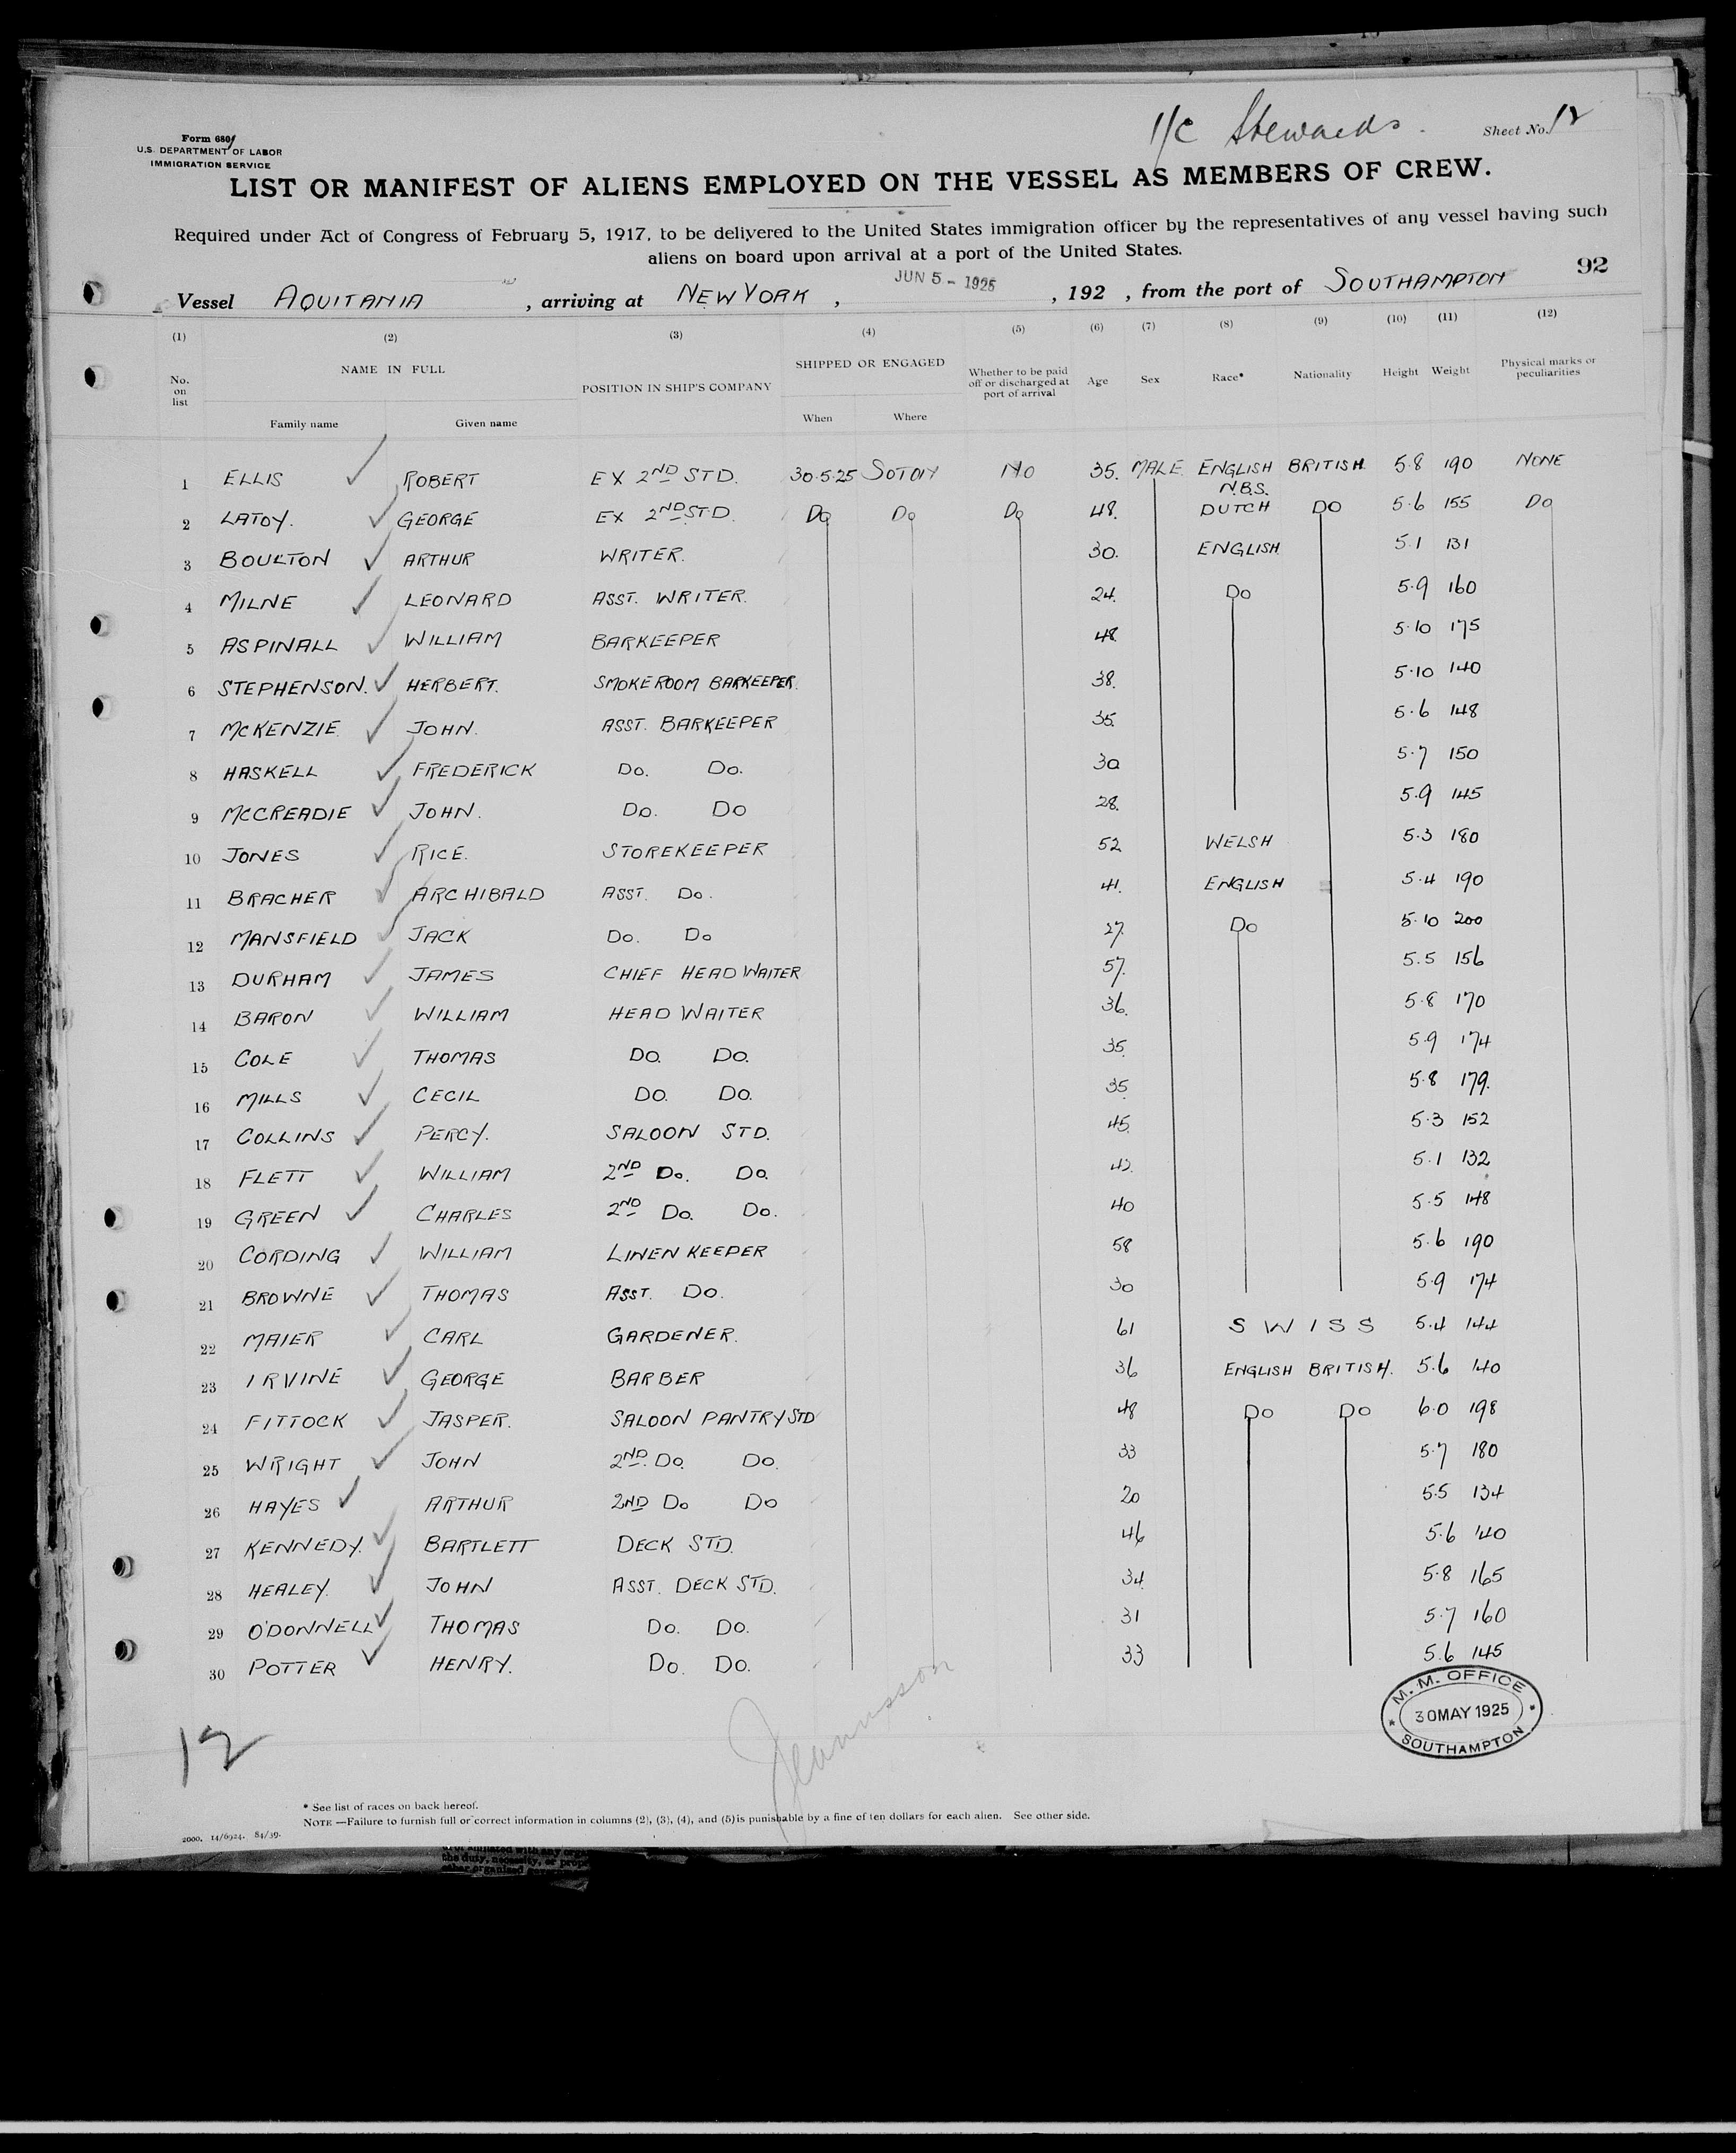 1/C Stewards. Sheet No. 12
Form 680
U.S. DEPARTMENT OF LABOR
IMMIGRATION SERVICE
LIST OR MANIFEST OF ALIENS EMPLOYED ON THE VESSEL AS MEMBERS OF CREW.
Required under Act of Congress of February 5, 1917, to be delivered to the United States immigration officer by the representatives of any vessel having such
aliens on board upon arrival at a port of the United States.
92
Vessel AQUITANIA, arriving at NEW YORK, JUN 5 - 1925, 192 , from the port of SOUTHAMPTON
(1) (2) (3) (4) (5) (6) (7) (8) (9) (10) (11) (12)
No. on list NAME IN FULL POSITION IN SHIP'S COMPANY SHIPPED OR ENGAGED Whether to be paid off or discharged at port of arrival Age Sex Race* Nationality Height Weight Physical marks or peculiarities
Family name Given name When Where
1 ELLIS ROBERT EX 2ND STD. 30.5.25 SOTON NO 35. MALE ENGLISH BRITISH 5.8 190 NONE
2 LATOY. GEORGE EX 2ND STD. Do Do Do 48. N.B.S. DUTCH DO 5.6 155 Do
3 BOULTON ARTHUR WRITER. 30. ENGLISH 5.1 131
4 MILNE LEONARD ASST. WRITER. 24. Do 5.9 160
5 ASPINALL WILLIAM BARKEEPER 48. 5.10 175
6 STEPHENSON. HERBERT. SMOKEROOM BARKEEPER. 38. 5.10 140
7 MCKENZIE. JOHN. ASST. BARKEEPER 35. 5.6 148
8 HASKELL FREDERICK Do. Do. 30 5.7 150
9 MCCREADIE JOHN. Do. Do 28. 5.9 145
10 JONES RICE. STOREKEEPER 52 WELSH 5.3 180
11 BRACHER ARCHIBALD ASST. Do. 41. ENGLISH 5.4 190
12 MANSFIELD JACK Do. Do 27. Do 5.10 200
13 DURHAM JAMES CHIEF HEAD WAITER 57. 5.5 156
14 BARON WILLIAM HEAD WAITER 36. 5.8 170
15 COLE THOMAS DO. DO. 35. 5.9 174
16 MILLS CECIL DO. DO. 35 5.8 179.
17 COLLINS PERCY. SALOON STD. 45. 5.3 152
18 FLETT WILLIAM 2ND Do. Do. 42. 5.1 132
19 GREEN CHARLES 2ND Do. Do. 40 5.5 148
20 CORDING WILLIAM LINEN KEEPER 58 5.6 190
21 BROWNE THOMAS ASST. Do. 30 5.9 174
22 MAIER CARL GARDENER. 61 SWISS 5.4 144
23 IRVINE GEORGE BARBER 36 ENGLISH BRITISH. 5.6 140
24 FITTOCK JASPER. SALOON PANTRY STD 48 Do Do 6.0 198
25 WRIGHT JOHN 2ND. Do. Do. 33 5.7 180
26 HAYES ARTHUR 2ND Do Do 20 5.5 134
27 KENNEDY. BARTLETT DECK STD. 46 5.6 140
28 HEALEY. JOHN ASST. DECK STD. 34 5.8 165
29 O'DONNELL THOMAS Do. Do. 31 5.7 160
30 POTTER HENRY. Do. Do. 33 5.6 145
M. M. OFFICE
30 MAY 1925
SOUTHAMPTON
12
* See list of races on back hereof.
NOTE —Failure to furnish full or correct information in columns (2), (3), (4), and (5) is punishable by a fine of ten dollars for each alien. See other side.
2000. 14/6924. 84/39.
the duty, necessity, or prope
other organized gover